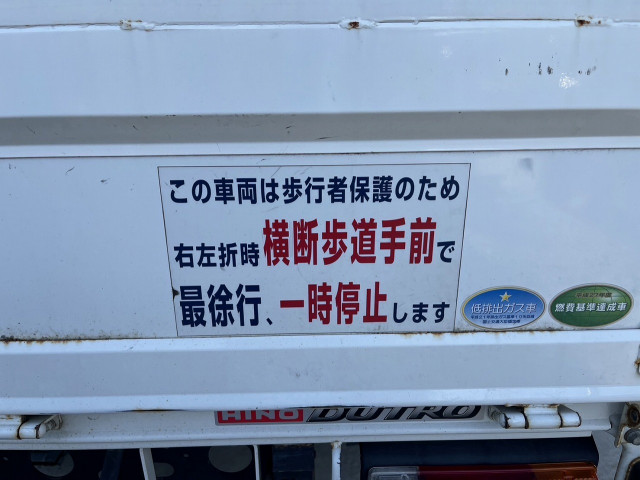 この車両は歩行者保護のため
右左折時横断歩道手前で
最徐行、一時停止します
低排出ガス車
燃費基準達成車
HINO DUTRO